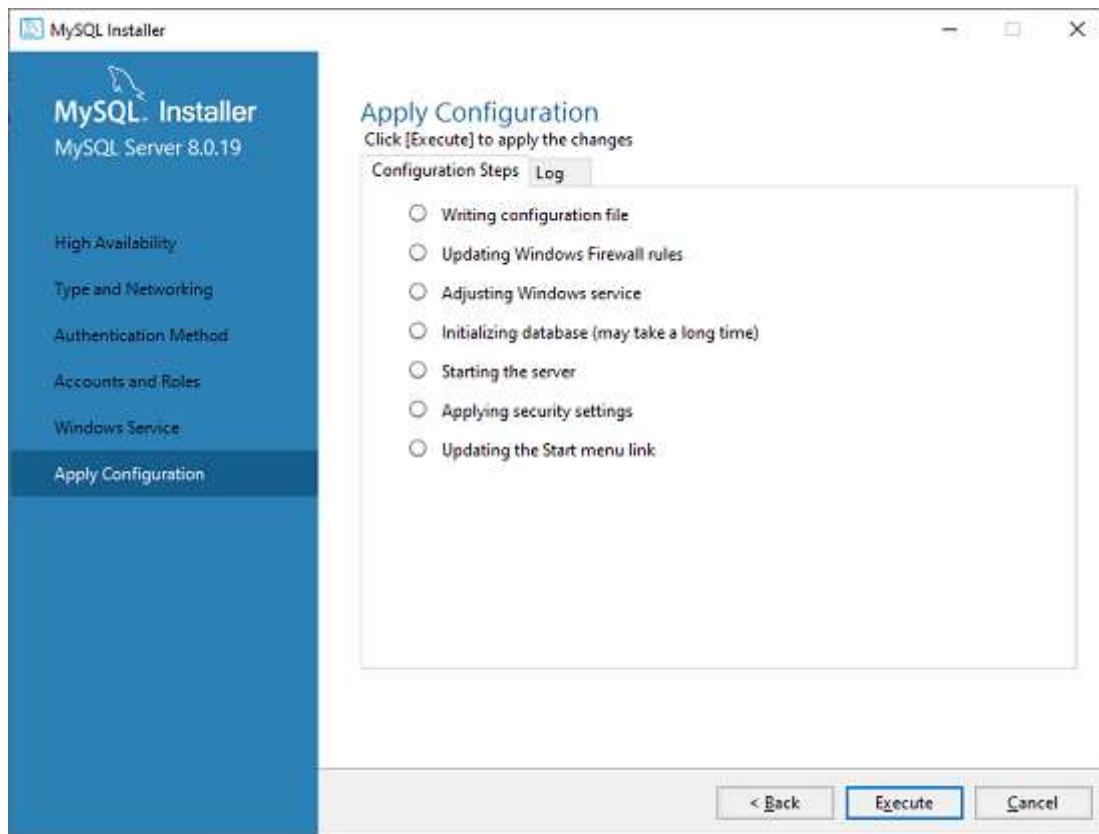 MySQL Installer
MySQL. Installer
MySQL Server 8.0.19
High Availability
Type and Networking
Authentication Method
Accounts and Roles
Windows Service
Apply Configuration
Apply Configuration
Click [Execute] to apply the changes
Configuration Steps Log
Writing configuration file
Updating Windows Firewall rules
Adjusting Windows service
Initializing database (may take a long time)
Starting the server
Applying security settings
Updating the Start menu link
< Back Execute Cancel